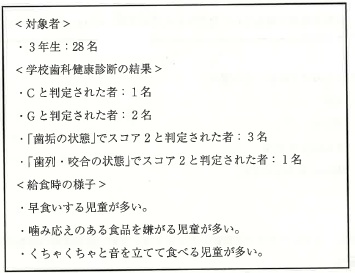 <対象者>
・３年生：28名
<学校歯科健康診断の結果>
・Ｃと判定された者：１名
・Ｇと判定された者：２名
・「歯垢の状態」でスコア２と判定された者：３名
・「歯列・咬合の状態」でスコア２と判定された者：１名
<給食時の様子>
・早食いする児童が多い。
・噛み応えのある食品を嫌がる児童が多い。
・くちゃくちゃと音を立てて食べる児童が多い。